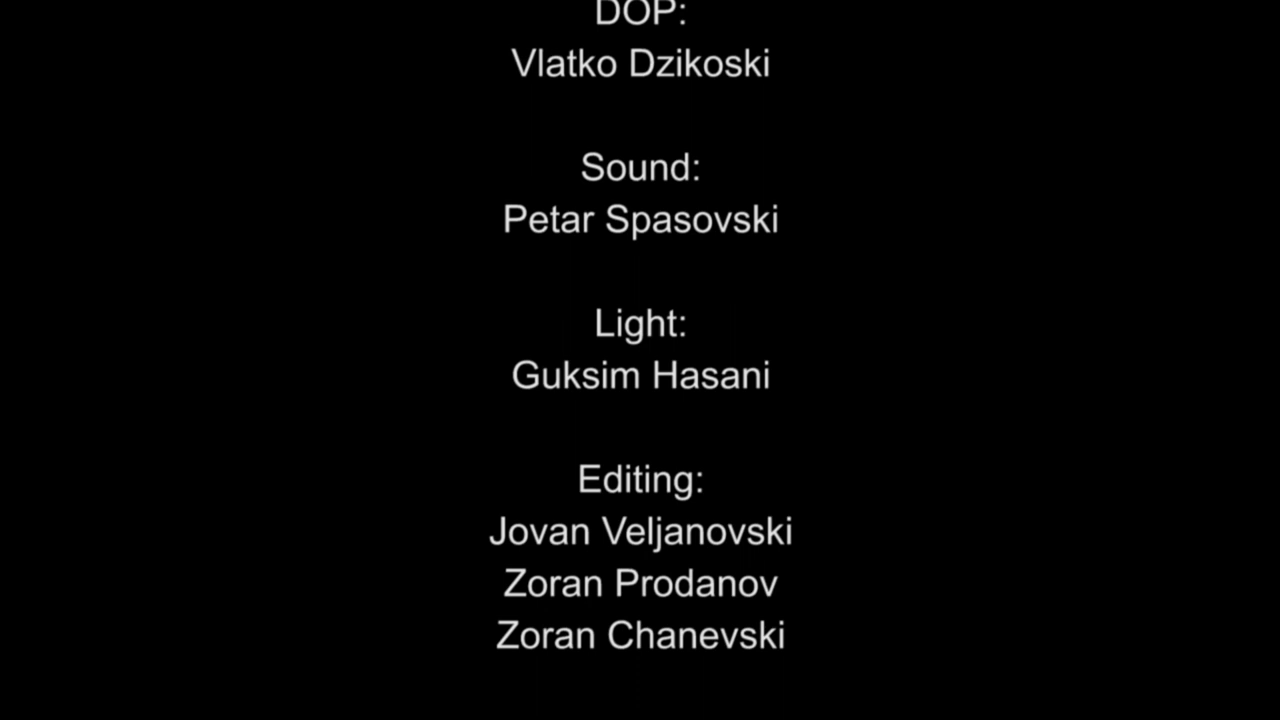 DOP:
Vlatko Dzikoski
Sound:
Petar Spasovski
Light:
Guksim Hasani
Editing:
Jovan Veljanovski
Zoran Prodanov
Zoran Chanevski